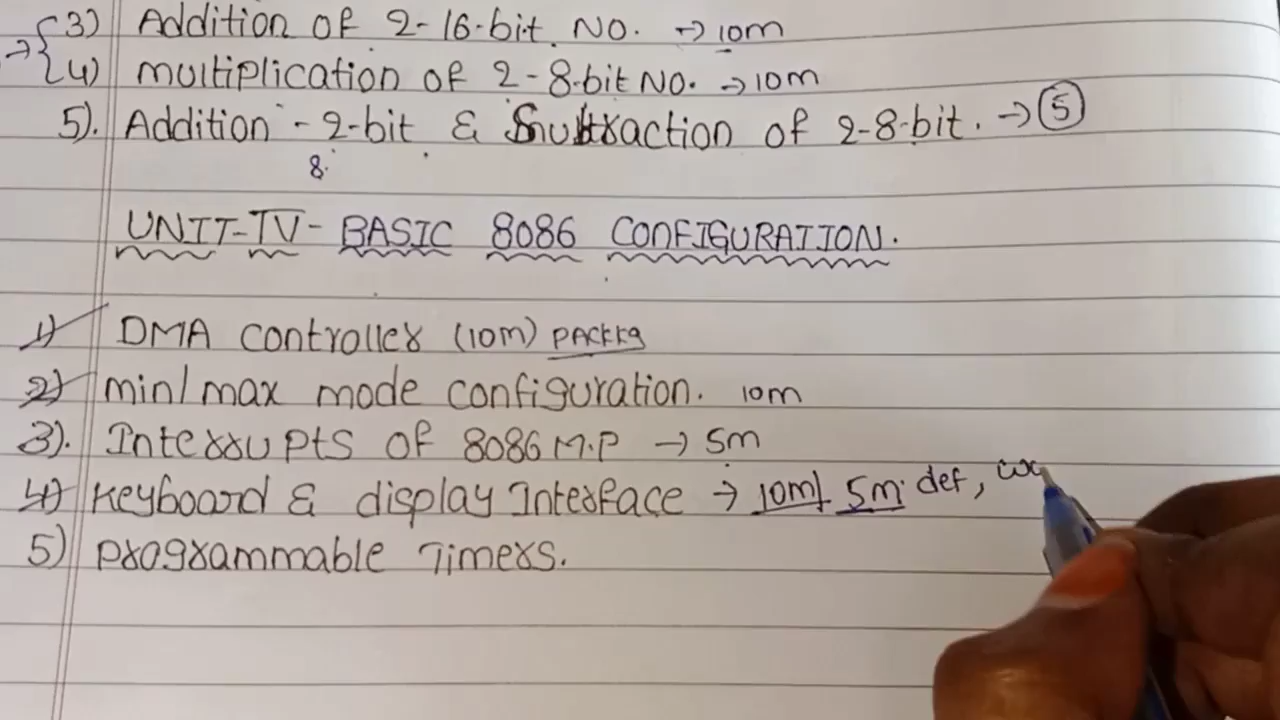 → { 3) Addition of 2-16-bit NO. → 10m
4) multiplication of 2-8-bit NO. → 10m
5). Addition - 2-bit & Subtraction of 2-8-bit. → 5
8.
UNIT-IV- BASIC 8086 CONFIGURATION.
1) DMA controller (10m)
2) min/max mode configuration. 10m
3). Interrupts of 8086 M.P → 5m
4) Keyboard & display Interface → 10m/ 5m. def,
5) programmable Timers.